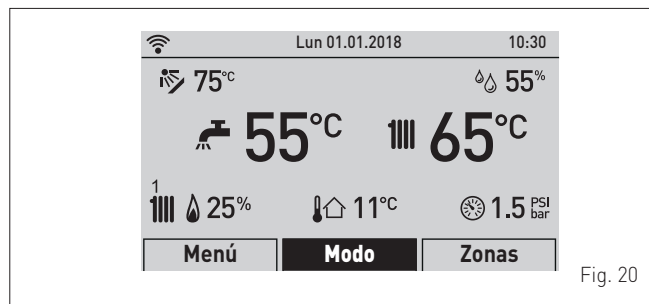 Lun 01.01.2018 10:30
75°C 55%
55°C 65°C
1
25% 11°C 1.5 PSI bar
Menú Modo Zonas
Fig. 20